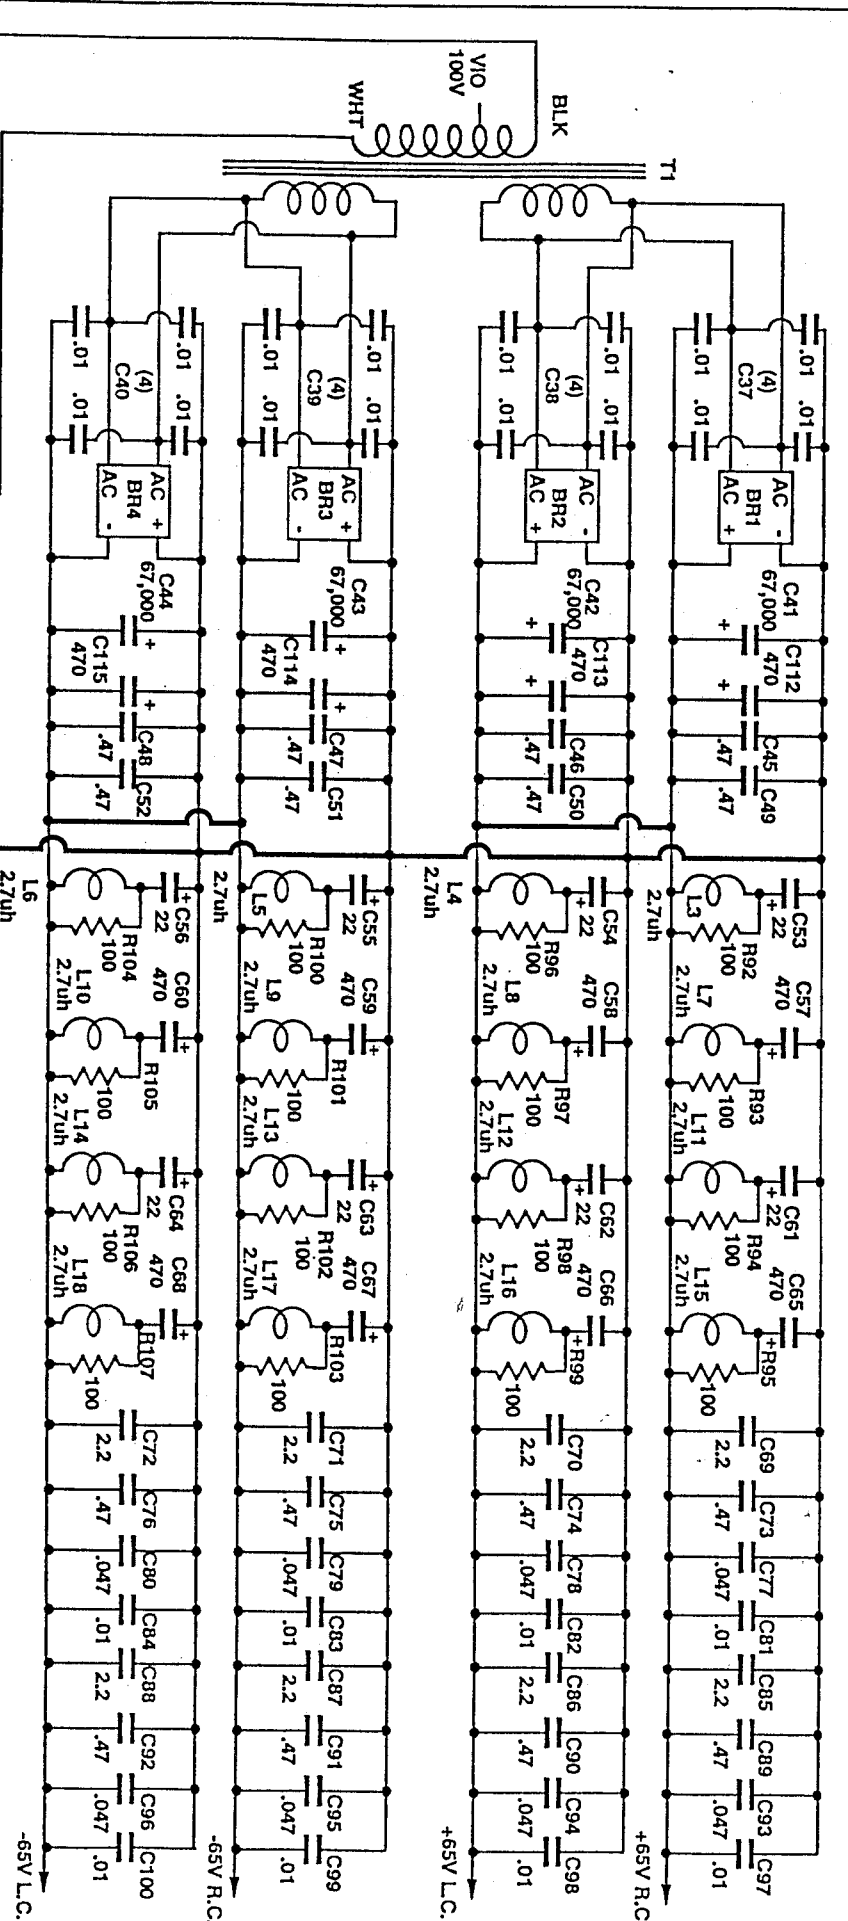 BLK
VIO
100V
WHT
T1
.01
.01
(4)
C37
.01
.01
AC
AC
BR1
-
+
C41
67,000
C112
470
+
+
C45
.47
C49
.47
L3
2.7uh
C53
+
22
R92
100
C57
470
+
L7
2.7uh
R93
100
C61
+
22
L11
2.7uh
R94
100
C65
470
+
L15
2.7uh
R95
100
C69
2.2
C73
.47
C77
.047
C81
.01
C85
2.2
C89
.47
C93
.047
C97
.01
+65V R.C.
.01
.01
(4)
C38
.01
.01
AC
AC
BR2
-
+
C42
67,000
C113
470
+
+
C46
.47
C50
.47
L4
2.7uh
C54
+
22
R96
100
C58
470
+
L8
2.7uh
R97
100
C62
+
22
L12
2.7uh
R98
100
C66
470
+
L16
2.7uh
R99
100
C70
2.2
C74
.47
C78
.047
C82
.01
C86
2.2
C90
.47
C94
.047
C98
.01
+65V L.C.
.01
.01
(4)
C39
.01
.01
AC
AC
BR3
+
-
C43
67,000
C114
470
+
+
C47
.47
C51
.47
L5
2.7uh
C55
+
22
R100
100
C59
470
+
L9
2.7uh
R101
100
C63
+
22
L13
2.7uh
R102
100
C67
470
+
L17
2.7uh
R103
100
C71
2.2
C75
.47
C79
.047
C83
.01
C87
2.2
C91
.47
C95
.047
C99
.01
-65V R.C.
.01
.01
(4)
C40
.01
.01
AC
AC
BR4
+
-
C44
67,000
C115
470
+
+
C48
.47
C52
.47
L6
2.7uh
C56
+
22
R104
100
C60
470
+
L10
2.7uh
R105
100
C64
+
22
L14
2.7uh
R106
100
C68
470
+
L18
2.7uh
R107
100
C72
2.2
C76
.47
C80
.047
C84
.01
C88
2.2
C92
.47
C96
.047
C100
.01
-65V L.C.